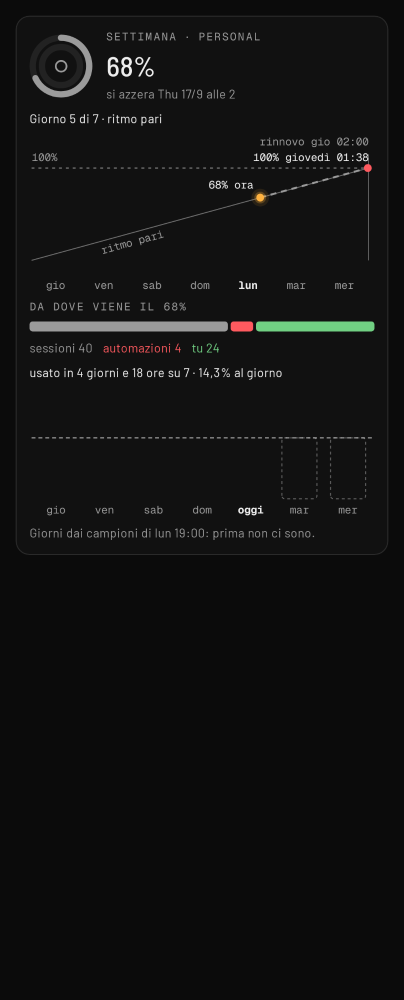 SETTIMANA · PERSONAL
68%
si azzera Thu 17/9 alle 2
Giorno 5 di 7 · ritmo pari
rinnovo gio 02:00
100%
100% giovedì 01:38
68% ora
ritmo pari
gio ven sab dom lun mar mer
DA DOVE VIENE IL 68%
sessioni 40 automazioni 4 tu 24
usato in 4 giorni e 18 ore su 7 · 14,3% al giorno
gio ven sab dom oggi mar mer
Giorni dai campioni di lun 19:00: prima non ci sono.